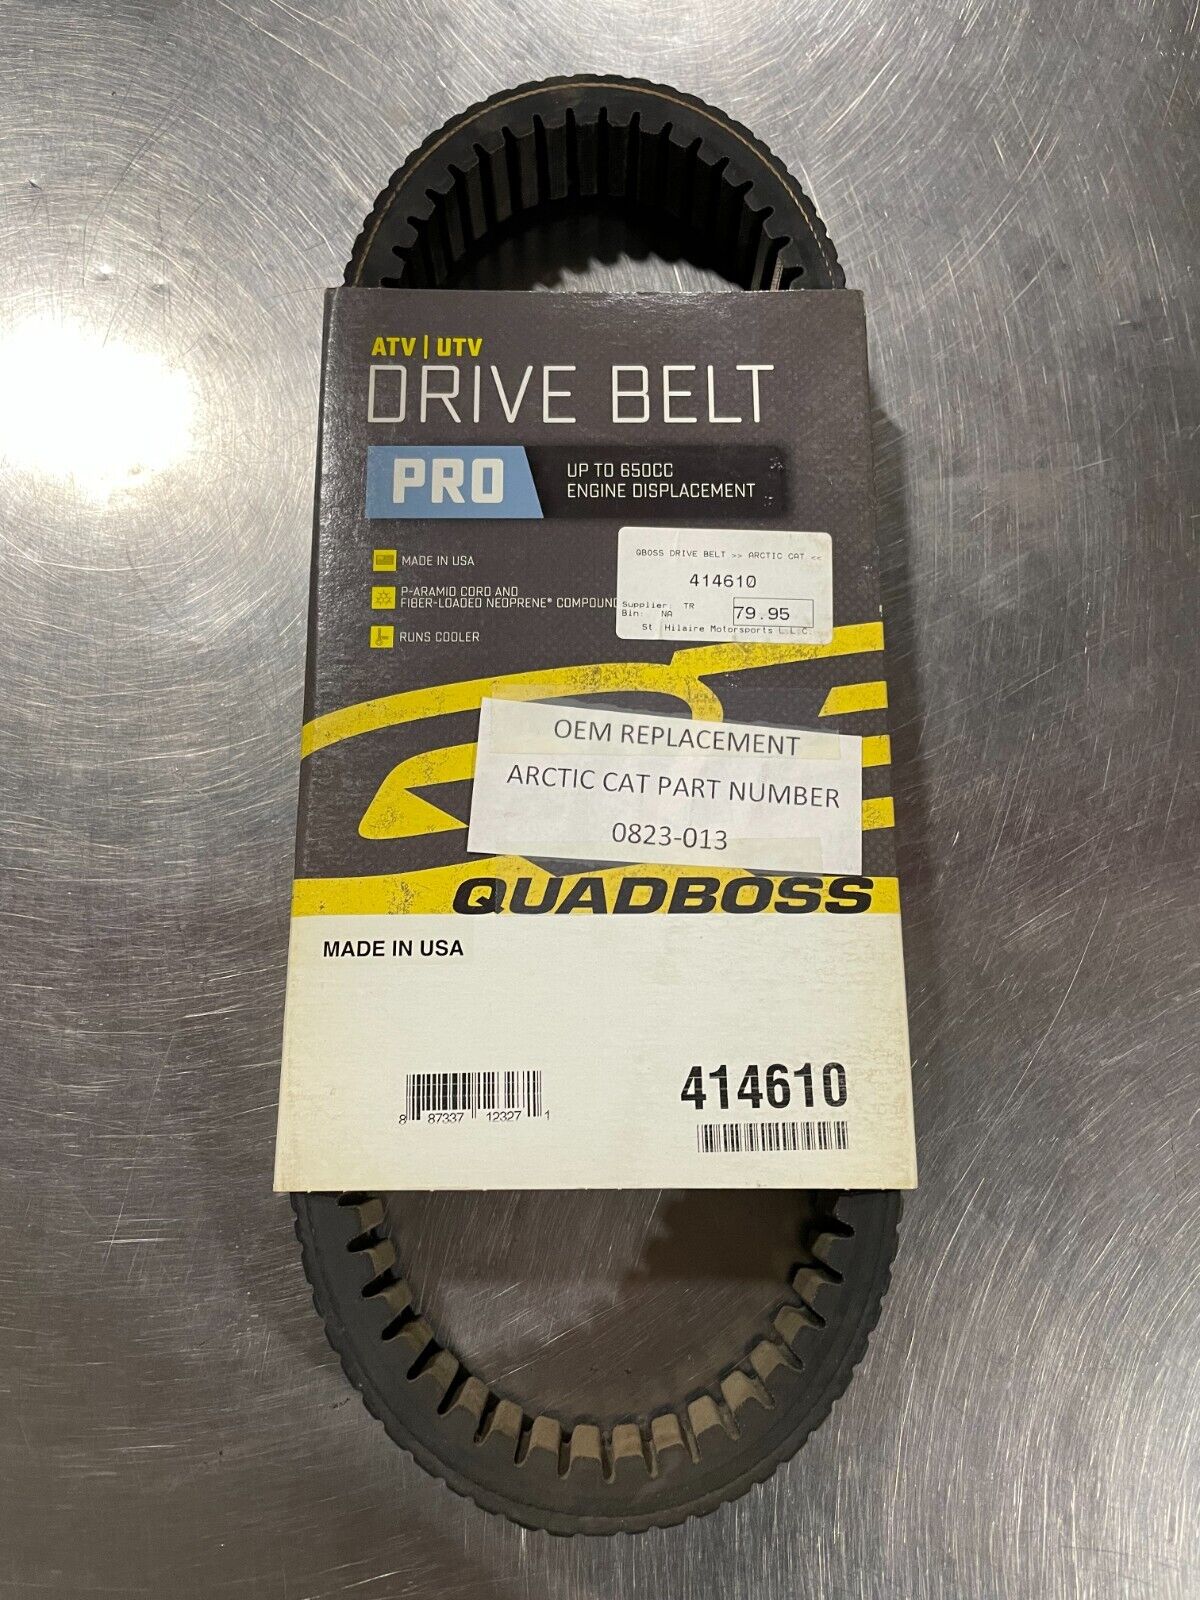 ATV | UTV
DRIVE BELT
PRO
UP TO 650CC
ENGINE DISPLACEMENT
MADE IN USA
P-ARAMID CORD AND
FIBER-LOADED NEOPRENE® COMPOUND
RUNS COOLER
QBOSS DRIVE BELT >> ARCTIC CAT <<
414610
Supplier: TR
Bin: NA
79.95
St Hilaire Motorsports L.L.C.
OEM REPLACEMENT
ARCTIC CAT PART NUMBER
0823-013
QUADBOSS
MADE IN USA
414610
8 87337 12327 1